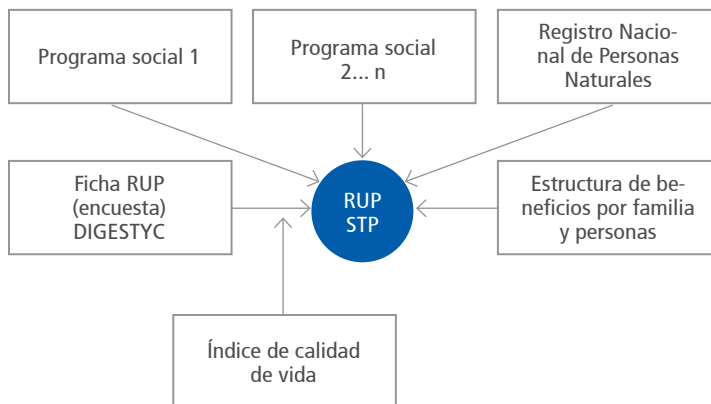 Programa social 1
Programa social
2... n
Registro Nacio-
nal de Personas
Naturales
Ficha RUP
(encuesta)
DIGESTYC
RUP
STP
Estructura de be-
neficios por familia
y personas
Índice de calidad
de vida